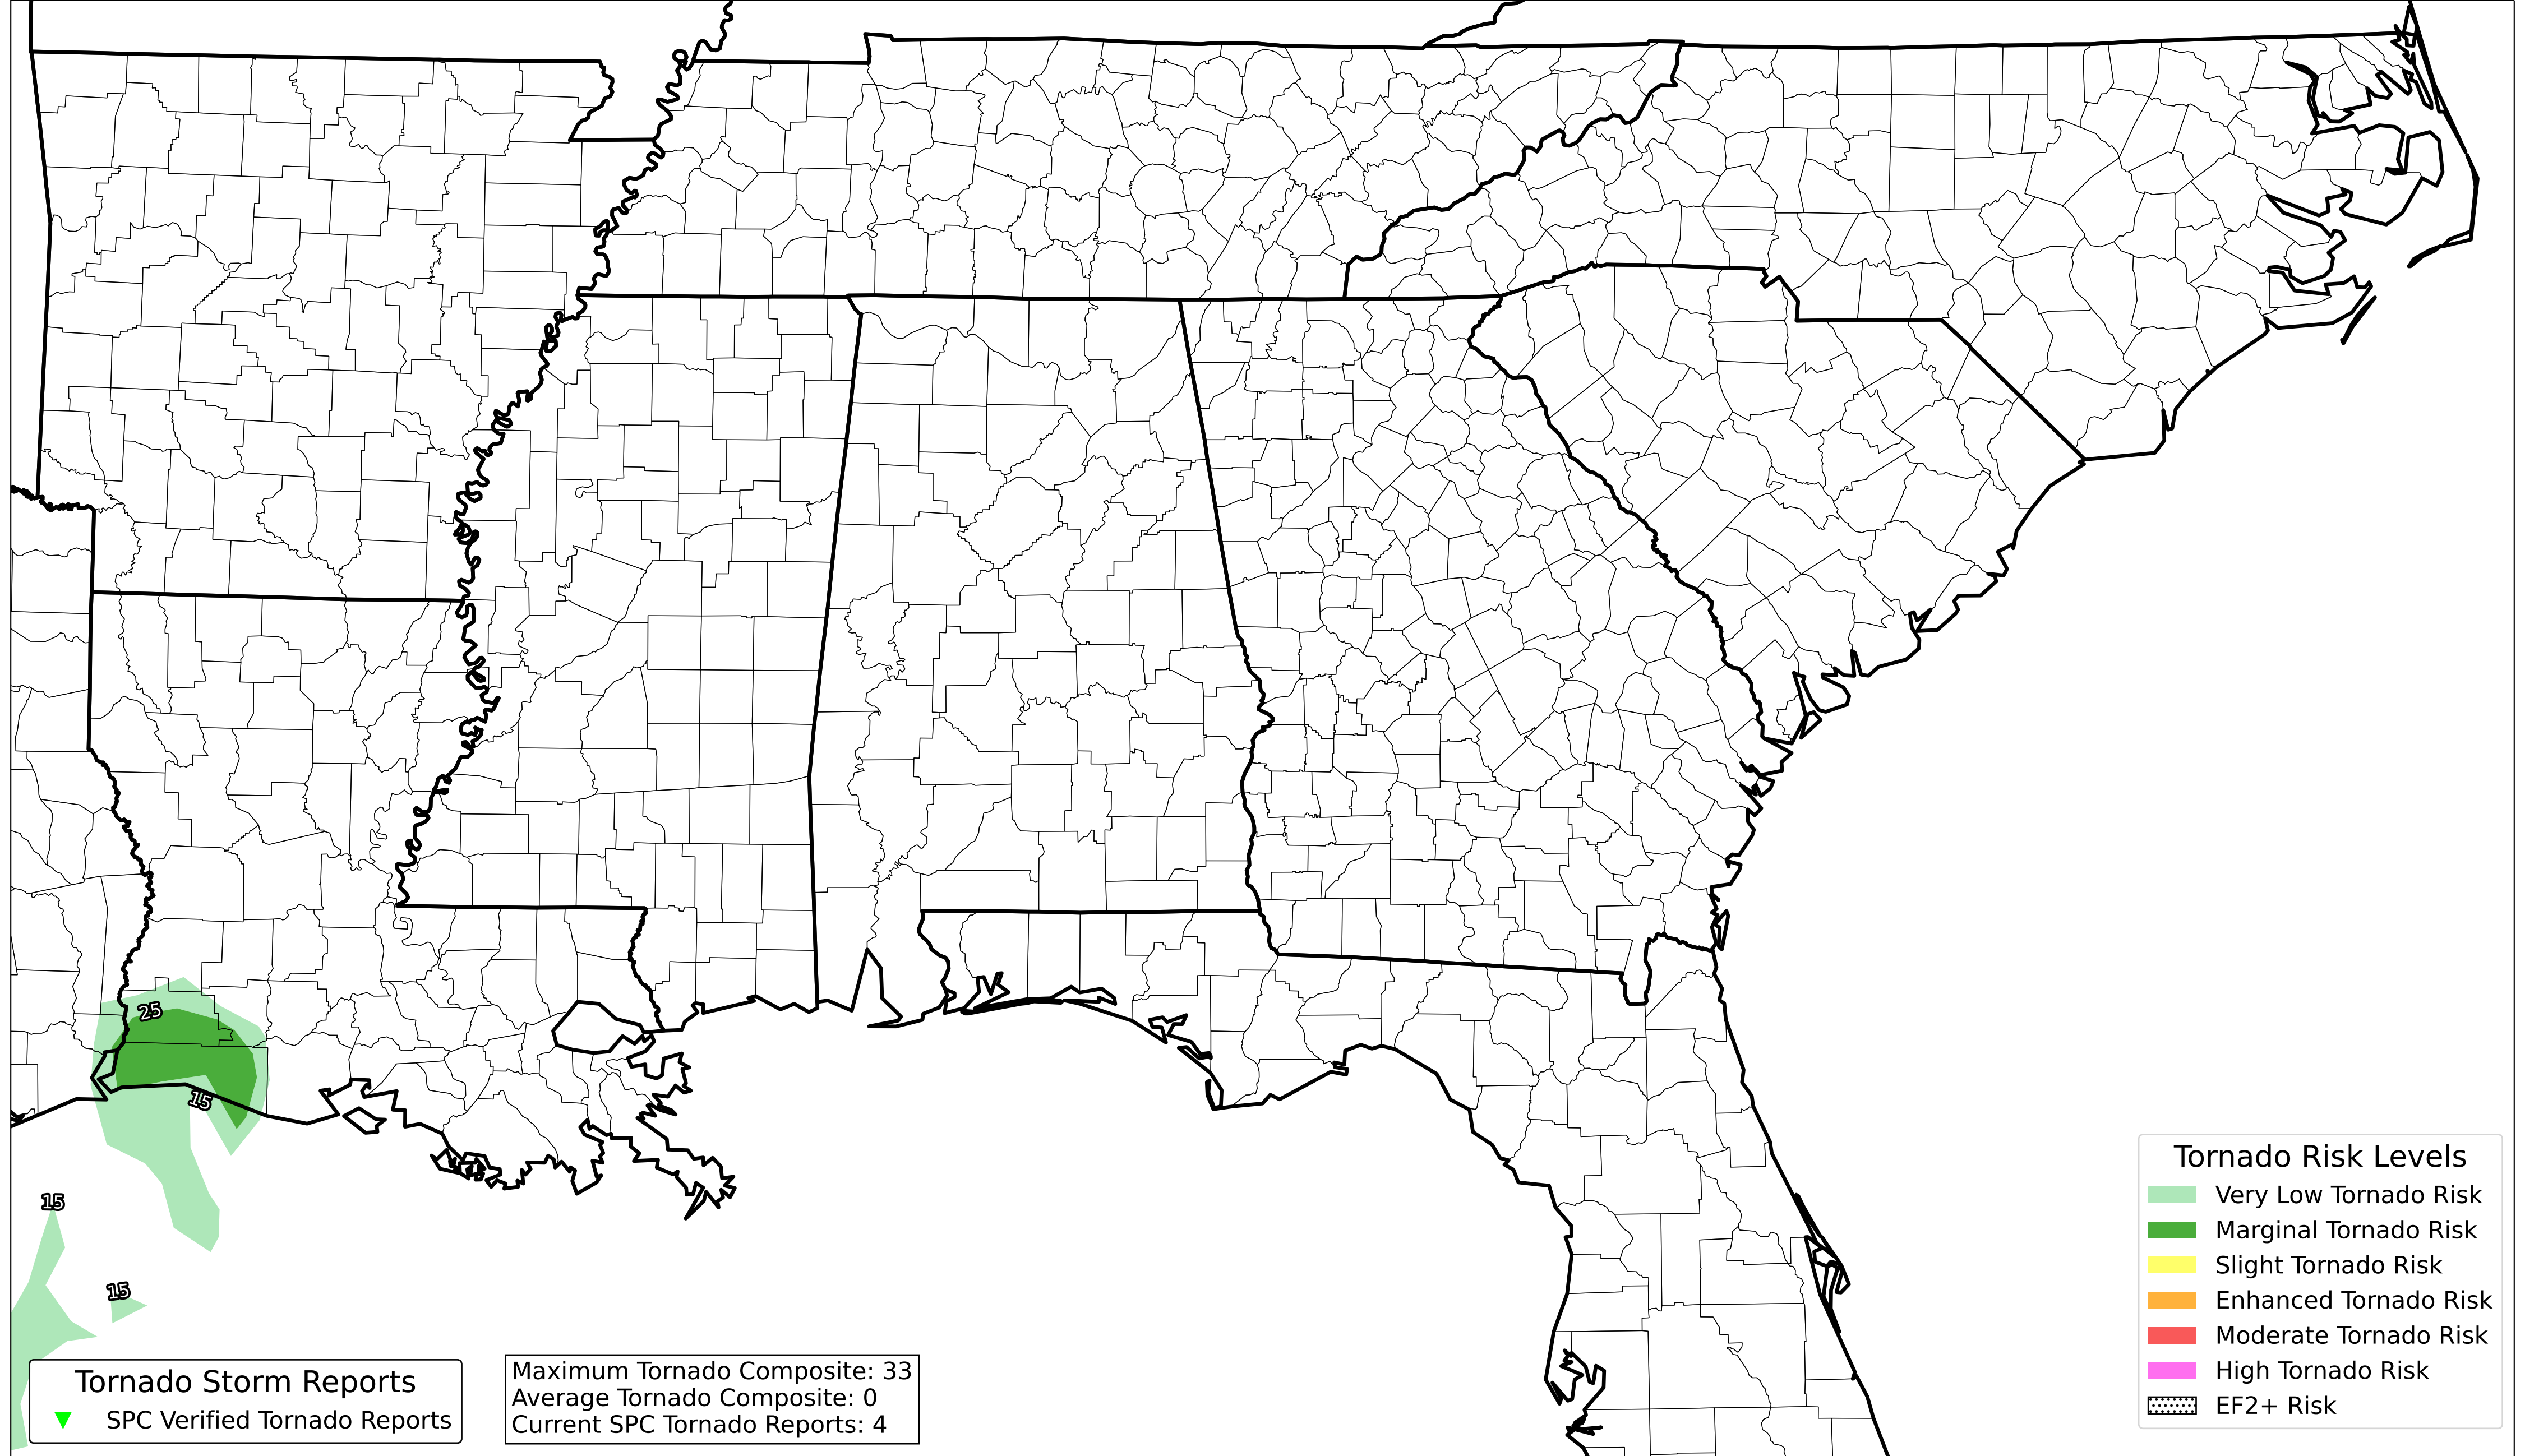 25
15
15
15
Tornado Storm Reports
SPC Verified Tornado Reports
Maximum Tornado Composite: 33
Average Tornado Composite: 0
Current SPC Tornado Reports: 4
Tornado Risk Levels
Very Low Tornado Risk
Marginal Tornado Risk
Slight Tornado Risk
Enhanced Tornado Risk
Moderate Tornado Risk
High Tornado Risk
EF2+ Risk